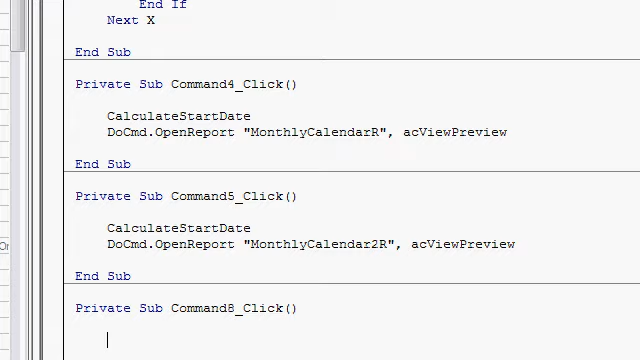 End If
Next X
End Sub
Private Sub Command4_Click()
CalculateStartDate
DoCmd.OpenReport "MonthlyCalendarR", acViewPreview
End Sub
Private Sub Command5_Click()
CalculateStartDate
DoCmd.OpenReport "MonthlyCalendar2R", acViewPreview
End Sub
Private Sub Command8_Click()